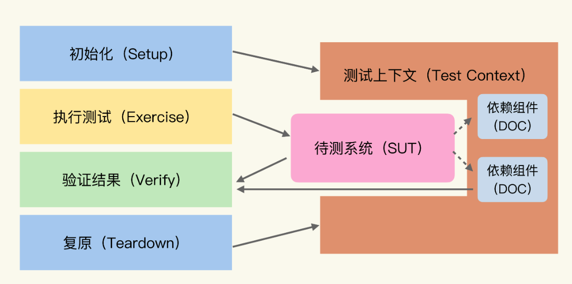 初始化（Setup）
执行测试（Exercise）
验证结果（Verify）
复原（Teardown）
测试上下文（Test Context）
待测系统（SUT）
依赖组件
（DOC）
依赖组件
（DOC）